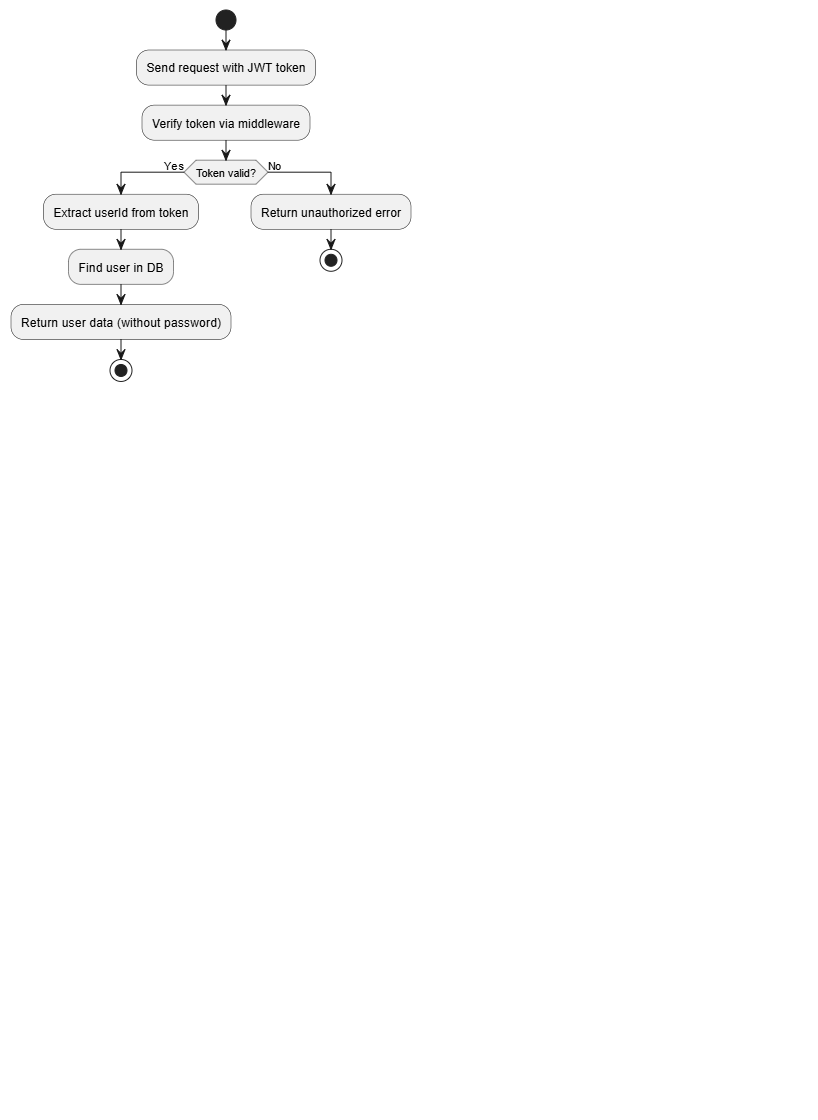 Send request with JWT token
Verify token via middleware
Yes
Token valid?
No
Extract userId from token
Return unauthorized error
Find user in DB
Return user data (without password)